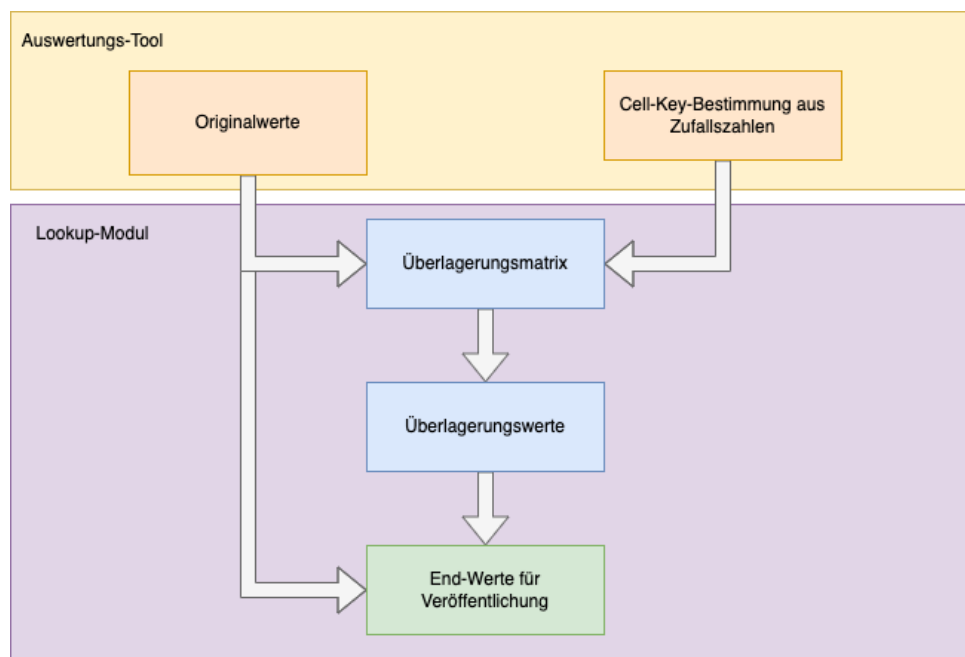 Auswertungs-Tool
Originalwerte
Cell-Key-Bestimmung aus
Zufallszahlen
Lookup-Modul
Überlagerungsmatrix
Überlagerungswerte
End-Werte für
Veröffentlichung